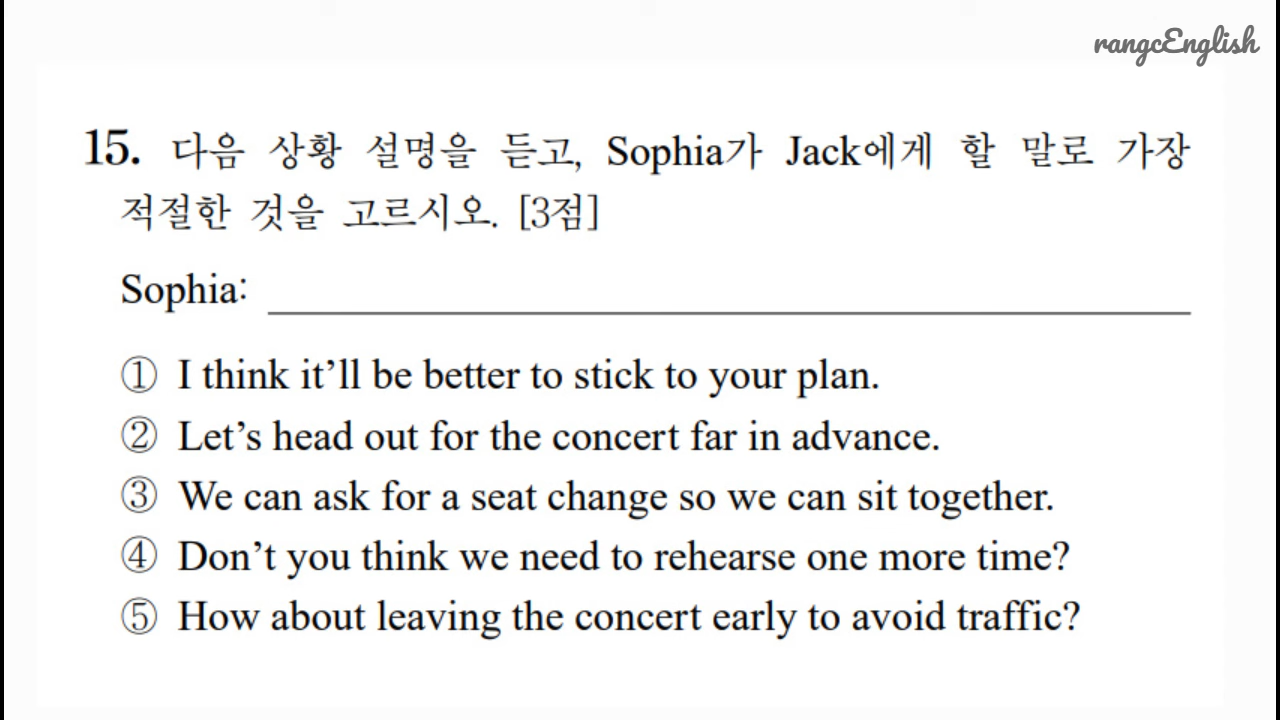 rangcEnglish
15. 다음 상황 설명을 듣고, Sophia가 Jack에게 할 말로 가장
적절한 것을 고르시오. [3점]
Sophia:
① I think it’ll be better to stick to your plan.
② Let’s head out for the concert far in advance.
③ We can ask for a seat change so we can sit together.
④ Don’t you think we need to rehearse one more time?
⑤ How about leaving the concert early to avoid traffic?